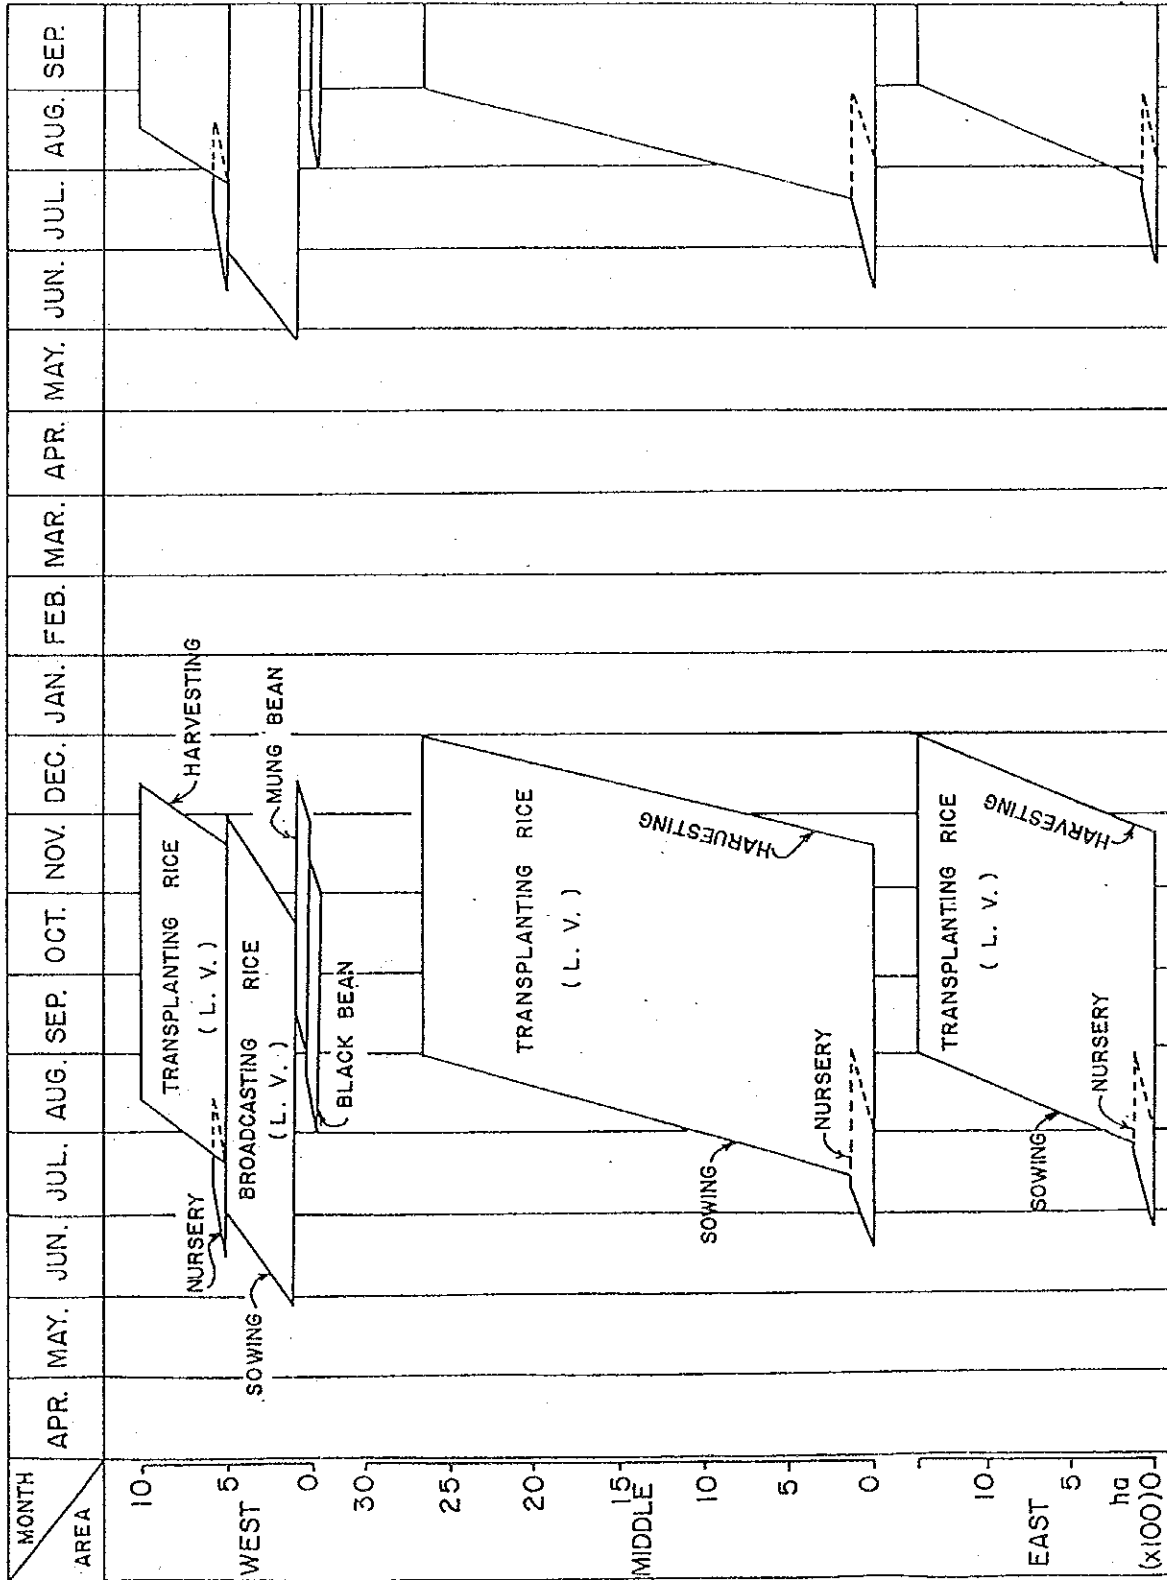 MONTH
AREA
APR. MAY. JUN. JUL. AUG. SEP. OCT. NOV. DEC. JAN. FEB. MAR. APR. MAY. JUN. JUL. AUG. SEP.
WEST
10
5
0
TRANSPLANTING RICE
( L. V. )
HARVESTING
NURSERY
BROADCASTING RICE
( L. V. )
SOWING
MUNG BEAN
BLACK BEAN
MIDDLE
30
25
20
15
10
5
0
TRANSPLANTING RICE
( L. V. )
HARUESTING
SOWING
NURSERY
EAST
10
5
0
ha
(x100)
TRANSPLANTING RICE
( L. V. )
HARVESTING
SOWING
NURSERY